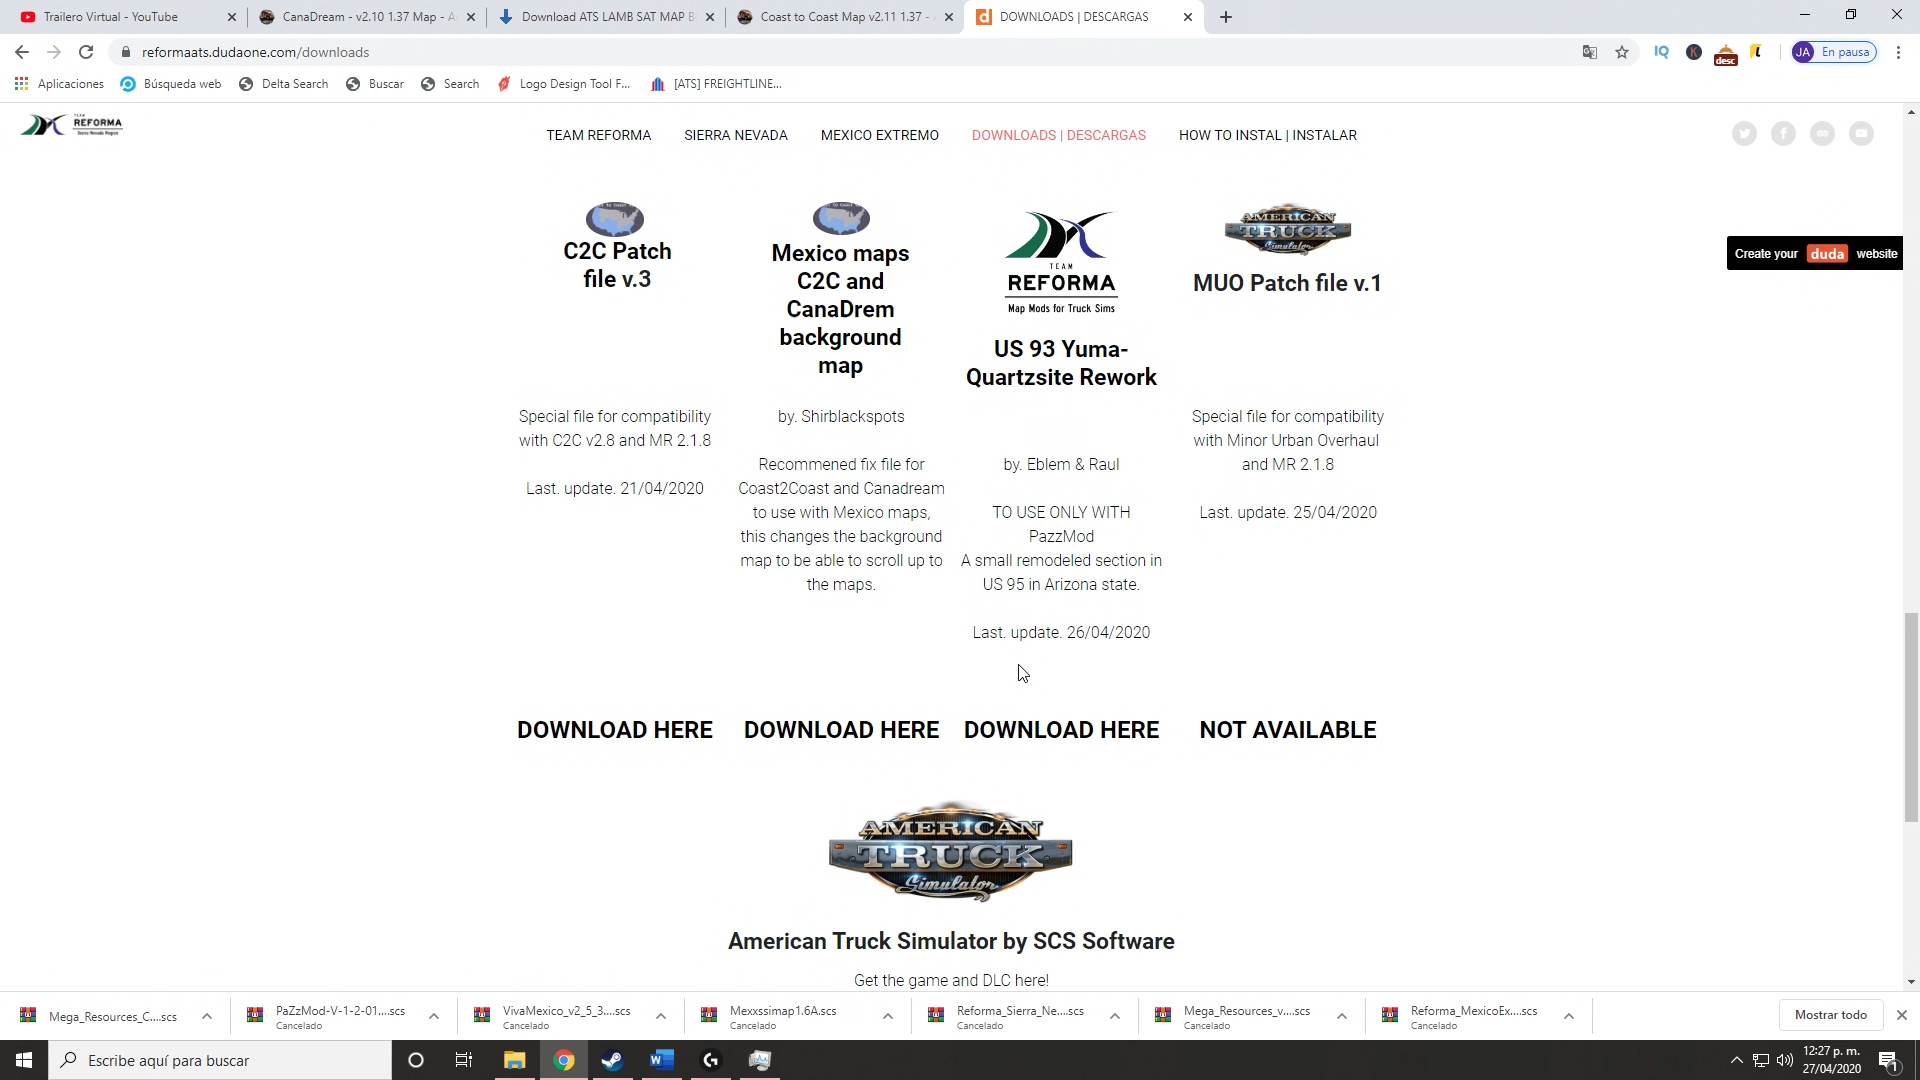 Trailero Virtual - YouTube
CanaDream - v2.10 1.37 Map - A
Download ATS LAMB SAT MAP B
Coast to Coast Map v2.11 1.37 -
DOWNLOADS | DESCARGAS
reformaats.dudaone.com/downloads
desc
JA En pausa
Aplicaciones
Búsqueda web
Delta Search
Buscar
Search
Logo Design Tool F...
[ATS] FREIGHTLINE...
TEAM
REFORMA
Sierra Nevada Region
TEAM REFORMA
SIERRA NEVADA
MEXICO EXTREMO
DOWNLOADS | DESCARGAS
HOW TO INSTAL | INSTALAR
Create your duda website
C2C Patch
file v.3
Special file for compatibility
with C2C v2.8 and MR 2.1.8
Last. update. 21/04/2020
DOWNLOAD HERE
Mexico maps
C2C and
CanaDrem
background
map
by. Shirblackspots
Recommened fix file for
Coast2Coast and Canadream
to use with Mexico maps,
this changes the background
map to be able to scroll up to
the maps.
DOWNLOAD HERE
TEAM
REFORMA
Map Mods for Truck Sims
US 93 Yuma-
Quartzsite Rework
by. Eblem & Raul
TO USE ONLY WITH
PazzMod
A small remodeled section in
US 95 in Arizona state.
Last. update. 26/04/2020
DOWNLOAD HERE
AMERICAN
TRUCK
Simulator
MUO Patch file v.1
Special file for compatibility
with Minor Urban Overhaul
and MR 2.1.8
Last. update. 25/04/2020
NOT AVAILABLE
AMERICAN
TRUCK
Simulator
American Truck Simulator by SCS Software
Get the game and DLC here!
Mega_Resources_C....scs
PaZzMod-V-1-2-01....scs
Cancelado
VivaMexico_v2_5_3....scs
Cancelado
Mexxssimap1.6A.scs
Cancelado
Reforma_Sierra_Ne....scs
Cancelado
Mega_Resources_v....scs
Cancelado
Reforma_MexicoEx....scs
Cancelado
Mostrar todo
Escribe aquí para buscar
12:27 p. m.
27/04/2020
1